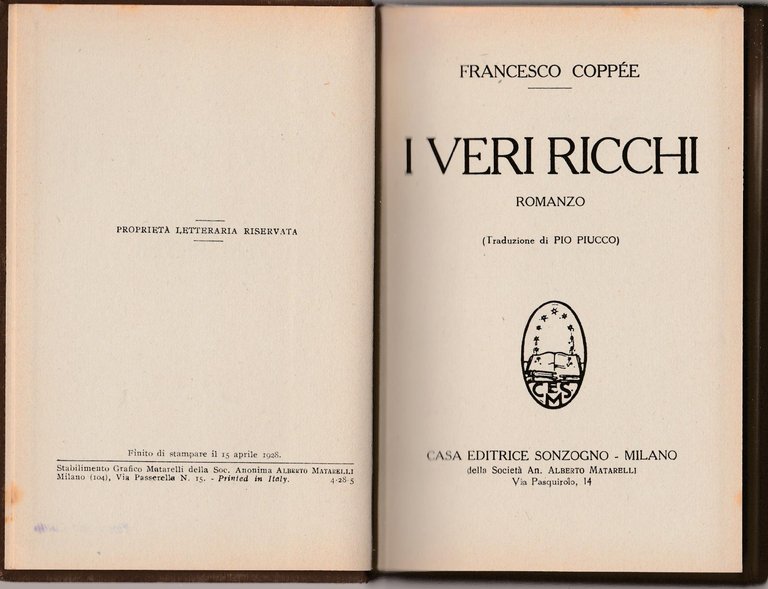 PROPRIETÀ LETTERARIA RISERVATA
Finito di stampare il 15 aprile 1928.
Stabilimento Grafico Matarelli della Soc. Anonima ALBERTO MATARELLI
Milano (104), Via Passerella N. 15. - Printed in Italy. 4-28-5
FRANCESCO COPPÉE
I VERI RICCHI
ROMANZO
(Traduzione di PIO PIUCCO)
CESM
CASA EDITRICE SONZOGNO - MILANO
della Società An. ALBERTO MATARELLI
Via Pasquirolo, 14